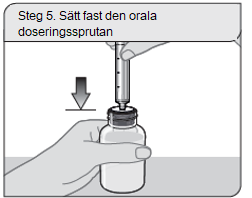 Steg 5. Sätt fast den orala
doseringssprutan